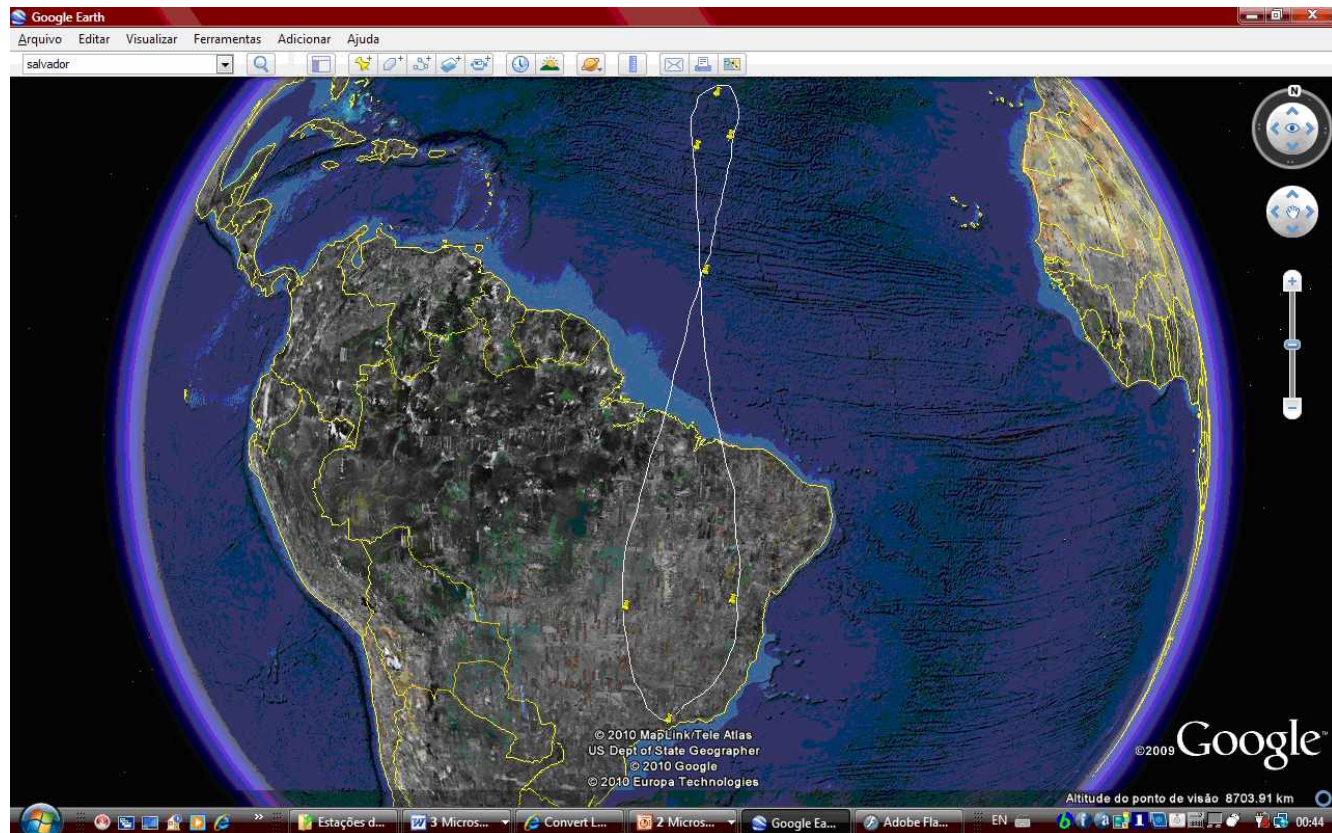 Google Earth
Arquivo Editar Visualizar Ferramentas Adicionar Ajuda
salvador
N
© 2010 MapLink/Tele Atlas
US Dept of State Geographer
© 2010 Google
© 2010 Europa Technologies
©2009 Google™
Altitude do ponto de visão 8703.91 km
Estações d... 3 Micros... Convert L... 2 Micros... Google Ea... Adobe Fla... EN 00:44